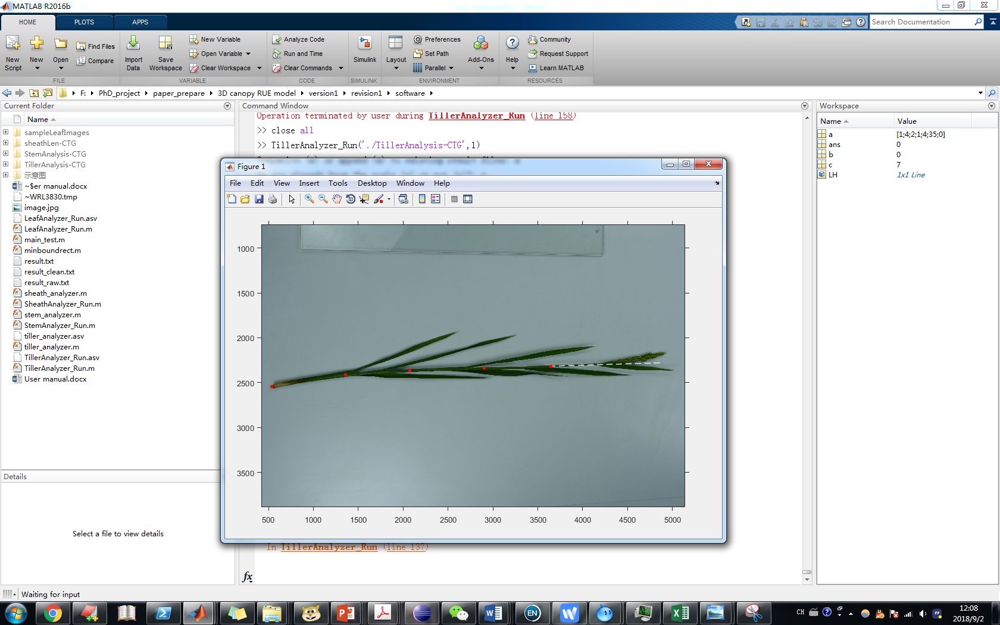 MATLAB R2016b
HOME
PLOTS
APPS
Search Documentation
New Script
New
Open
Find Files
Compare
Import Data
Save Workspace
New Variable
Open Variable
Clear Workspace
Analyze Code
Run and Time
Clear Commands
Simulink
Layout
Preferences
Set Path
Parallel
Add-Ons
Help
Community
Request Support
Learn MATLAB
FILE
VARIABLE
CODE
SIMULINK
ENVIRONMENT
RESOURCES
F: PhD_project paper_prepare 3D canopy RUE model version1 revision1 software
Current Folder
Name
sampleLeafImages
sheathLen-CTG
StemAnalysis-CTG
TillerAnalysis-CTG
示意图
~$er manual.docx
~WRL3830.tmp
image.jpg
LeafAnalyzer_Run.asv
LeafAnalyzer_Run.m
main_test.m
minboundrect.m
result.txt
result_clean.txt
result_raw.txt
sheath_analyzer.m
SheathAnalyzer_Run.m
stem_analyzer.m
StemAnalyzer_Run.m
tiller_analyzer.asv
tiller_analyzer.m
TillerAnalyzer_Run.asv
TillerAnalyzer_Run.m
User manual.docx
Details
Select a file to view details
Command Window
Operation terminated by user during TillerAnalyzer_Run (line 158)
>> close all
>> TillerAnalyzer_Run('./TillerAnalysis-CTG',1)
Figure 1
File Edit View Insert Tools Desktop Window Help
1000
1500
2000
2500
3000
3500
500 1000 1500 2000 2500 3000 3500 4000 4500 5000
In TillerAnalyzer_Run (line 137)
fx
Workspace
Name Value
a [1;4;2;1;4;35;0]
ans 0
b 0
c 7
LH 1x1 Line
Waiting for input
EN
CH
12:08
2018/9/2